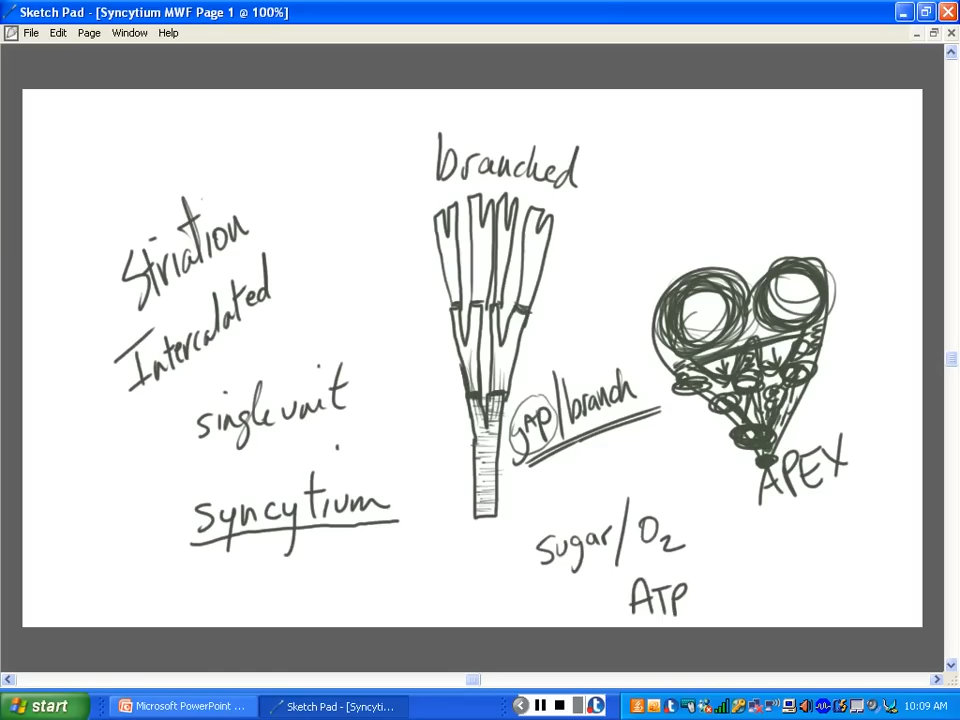 Sketch Pad - [Syncytium MWF Page 1 @ 100%]
File Edit Page Window Help
branched
Striation
Intercalated
single unit
gAP/branch
syncytium
APEX
sugar/O2
ATP
start
Microsoft PowerPoint ...
Sketch Pad - [Syncyti...
10:09 AM